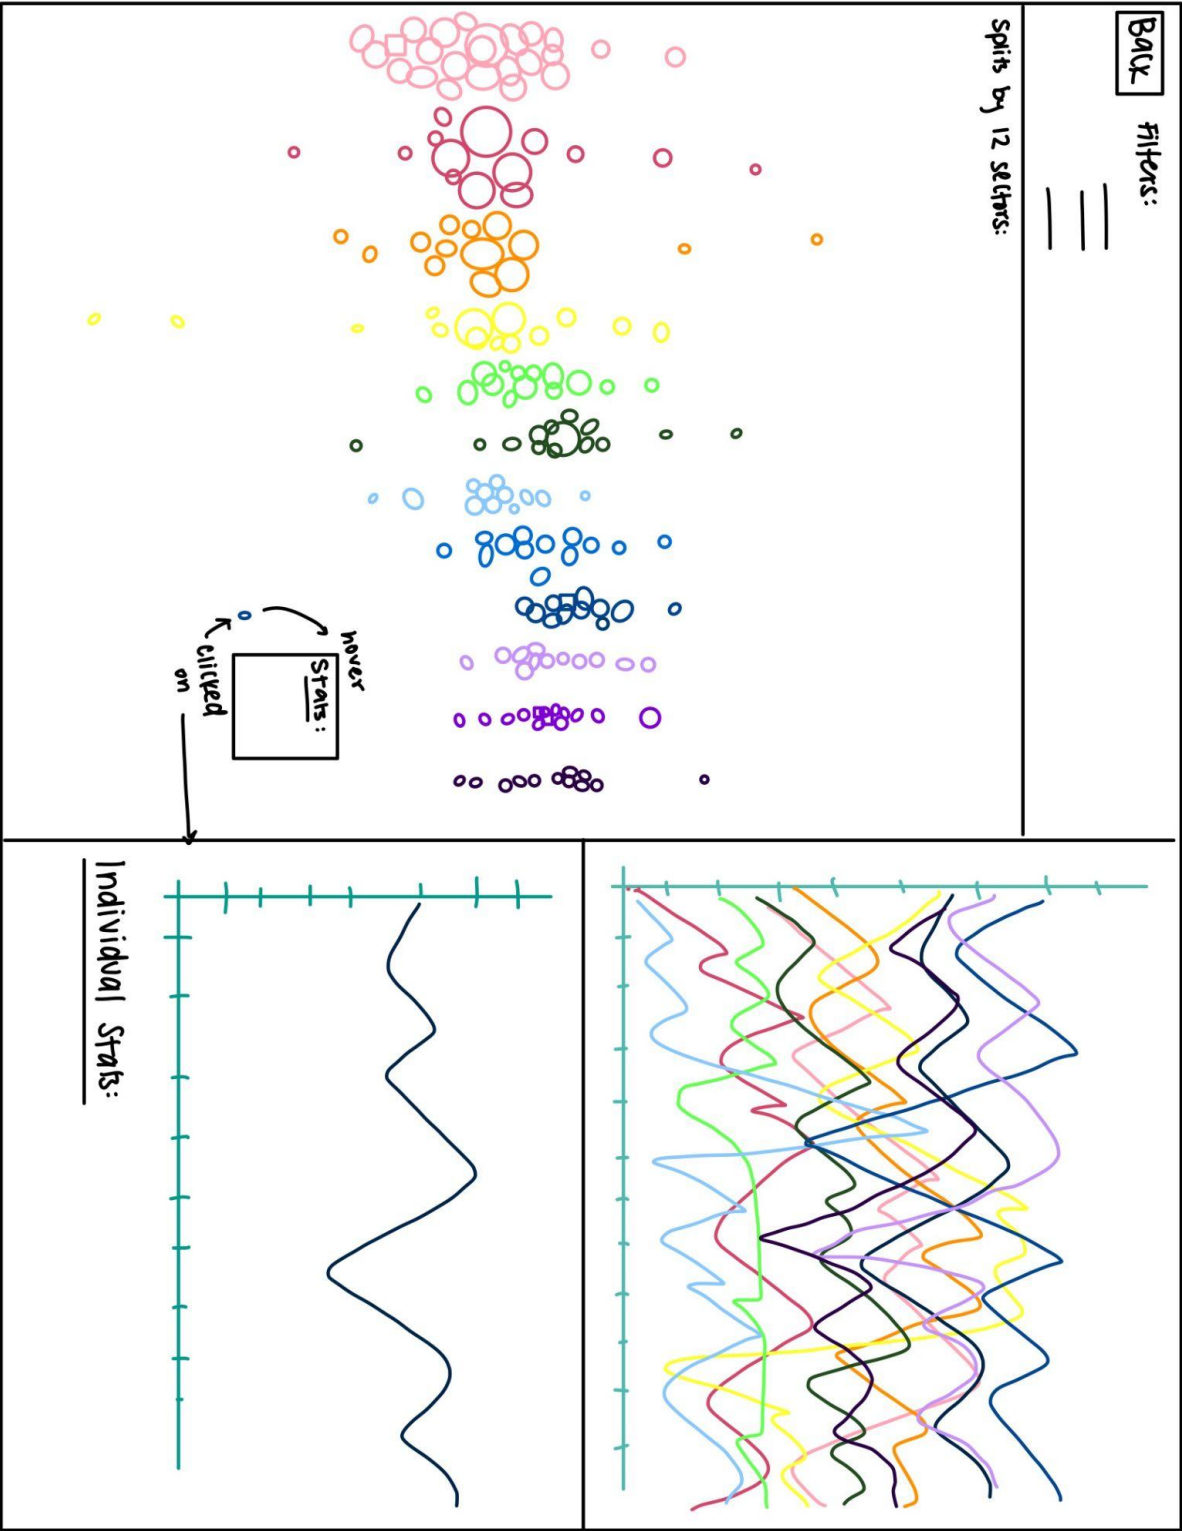 Back
Filters:
Splits by 12 sectors:
hover
Stats:
clicked
on
Individual Stats: